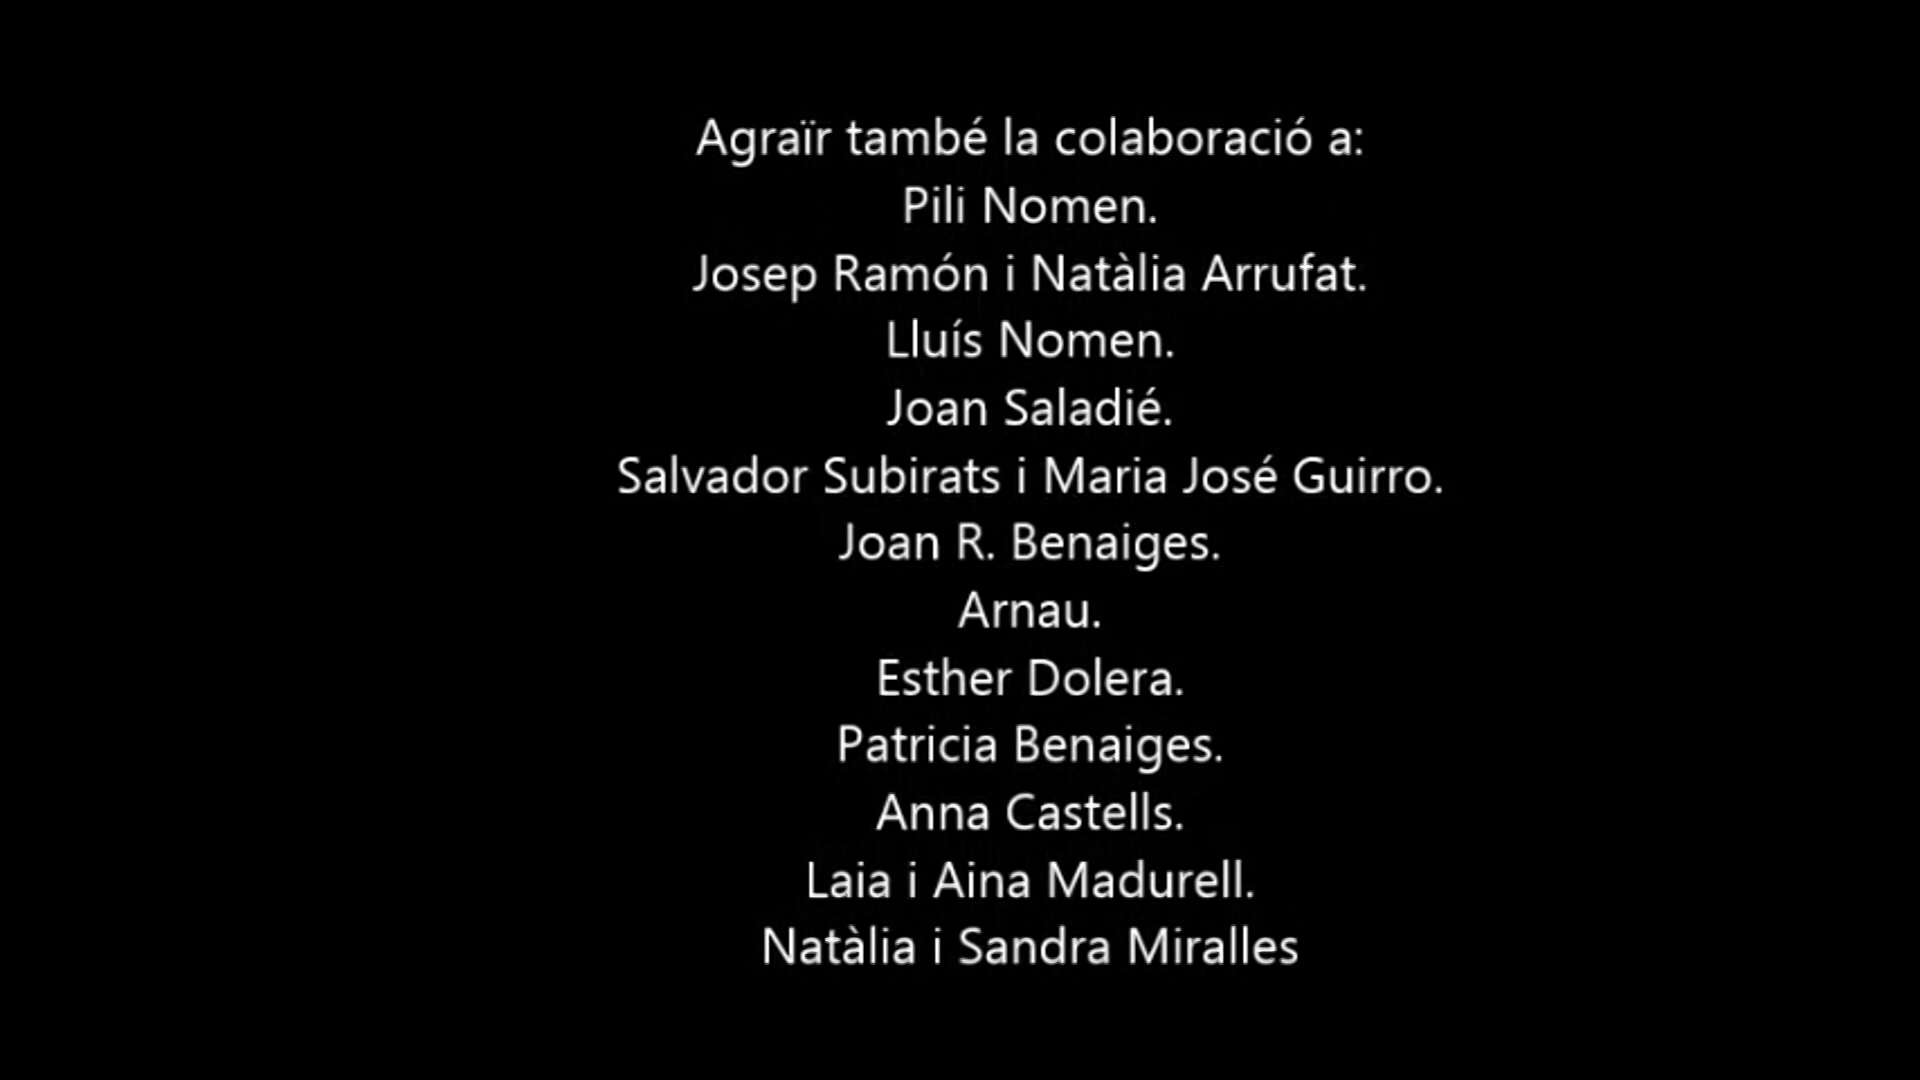 Agraïr també la colaboració a:
Pili Nomen.
Josep Ramón i Natàlia Arrufat.
Lluís Nomen.
Joan Saladié.
Salvador Subirats i Maria José Guirro.
Joan R. Benaiges.
Arnau.
Esther Dolera.
Patricia Benaiges.
Anna Castells.
Laia i Aina Madurell.
Natàlia i Sandra Miralles